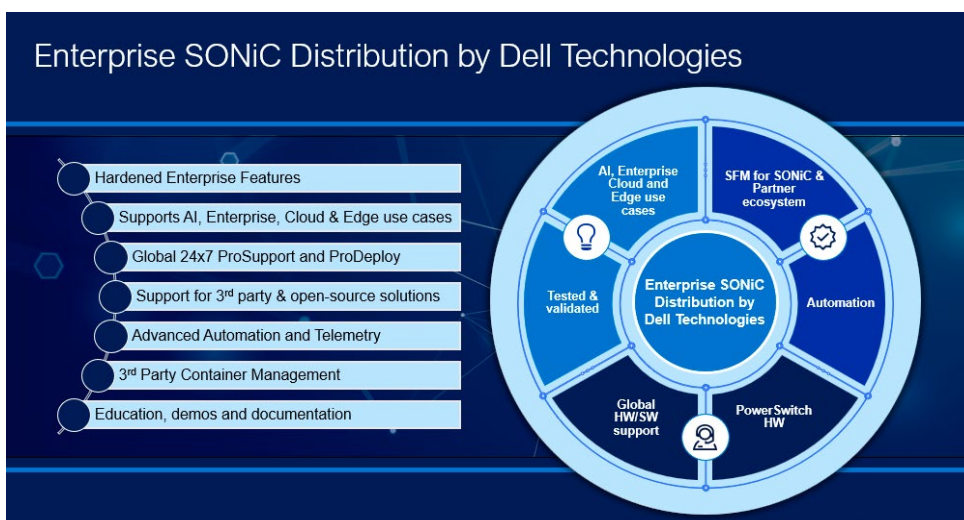 Enterprise SONiC Distribution by Dell Technologies
Hardened Enterprise Features
Supports AI, Enterprise, Cloud & Edge use cases
Global 24x7 ProSupport and ProDeploy
Support for 3rd party & open-source solutions
Advanced Automation and Telemetry
3rd Party Container Management
Education, demos and documentation
AI, Enterprise
Cloud and
Edge use
cases
SFM for SONiC &
Partner
ecosystem
Tested &
validated
Enterprise SONiC
Distribution by
Dell Technologies
Automation
Global
HW/SW
support
PowerSwitch
HW